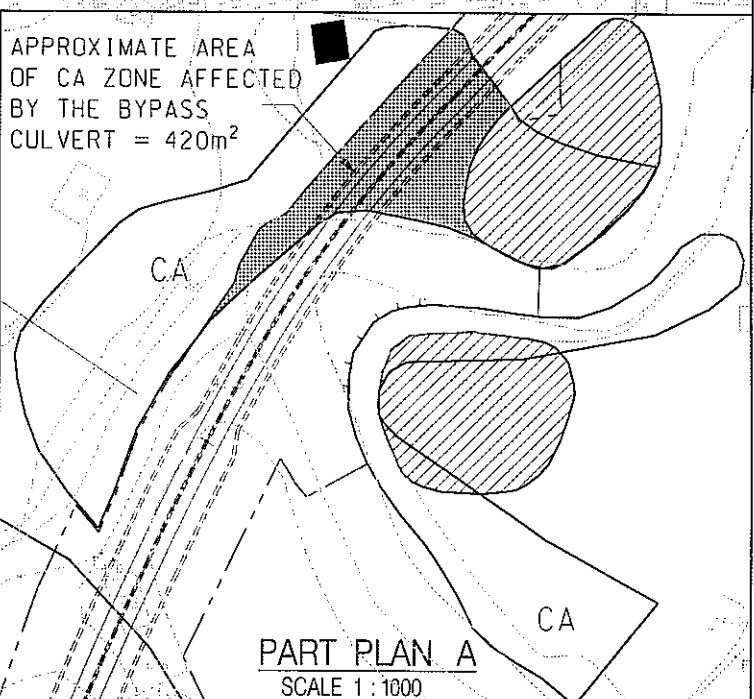 APPROXIMATE AREA
OF CA ZONE AFFECTED
BY THE BYPASS
CULVERT = 420m²
CA
CA
PART PLAN A
SCALE 1:1000